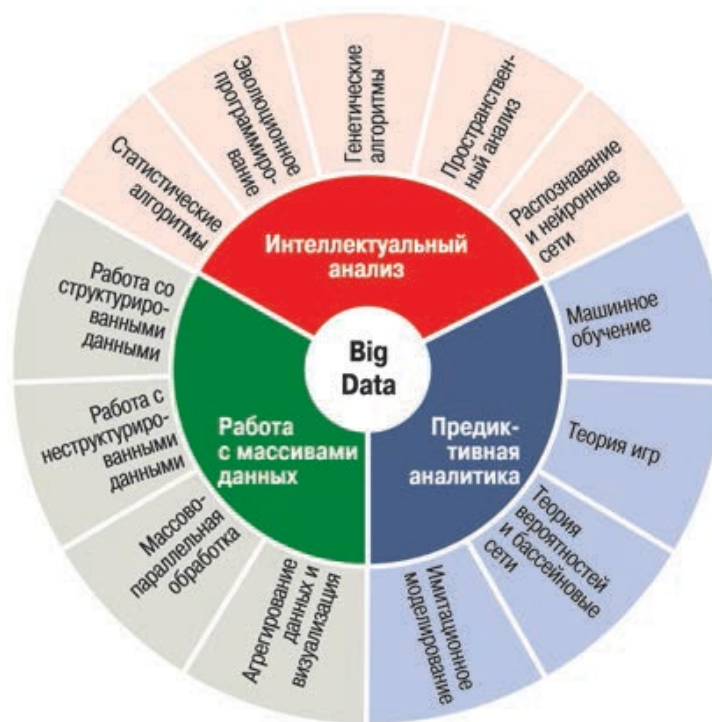 Big
Data
Интеллектуальный
анализ
Статистические
алгоритмы
Эволюционное
программиро-
вание
Генетические
алгоритмы
Пространствен-
ный анализ
Распознавание
и нейронные
сети
Предик-
тивная
аналитика
Машинное
обучение
Теория игр
Теория
вероятностей
и бассейновые
сети
Имитационное
моделирование
Работа
с массивами
данных
Агрегирование
данных и
визуализация
Массово-
параллельная
обработка
Работа с
неструктуриро-
ванными
данными
Работа со
структуриро-
ванными
данными